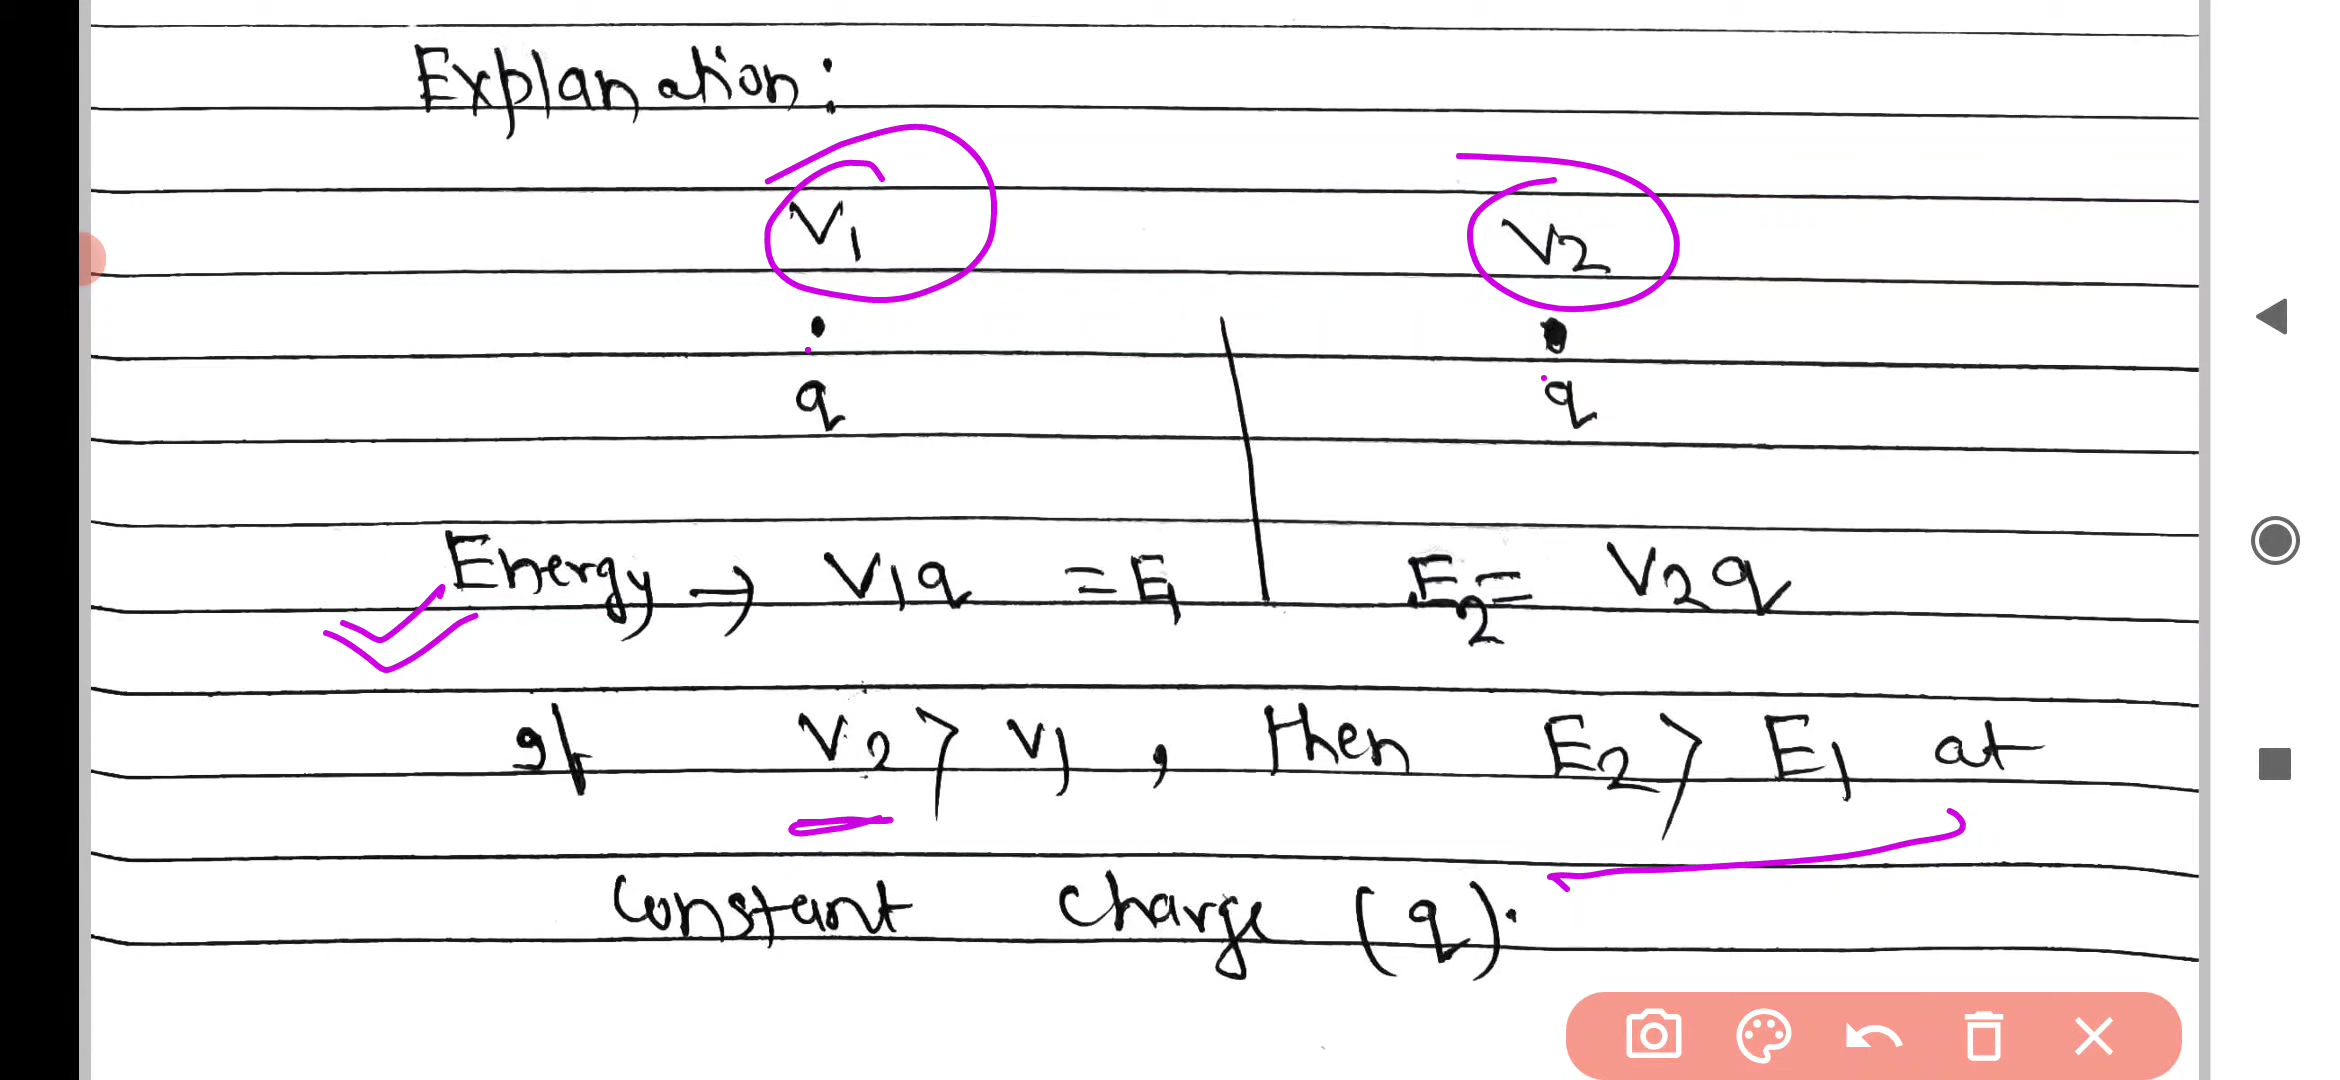 Explanation:
V1 V2
q q
Energy → V1q = E1 E2 = V2q
If V2 > V1, then E2 > E1 at
constant charge (q).